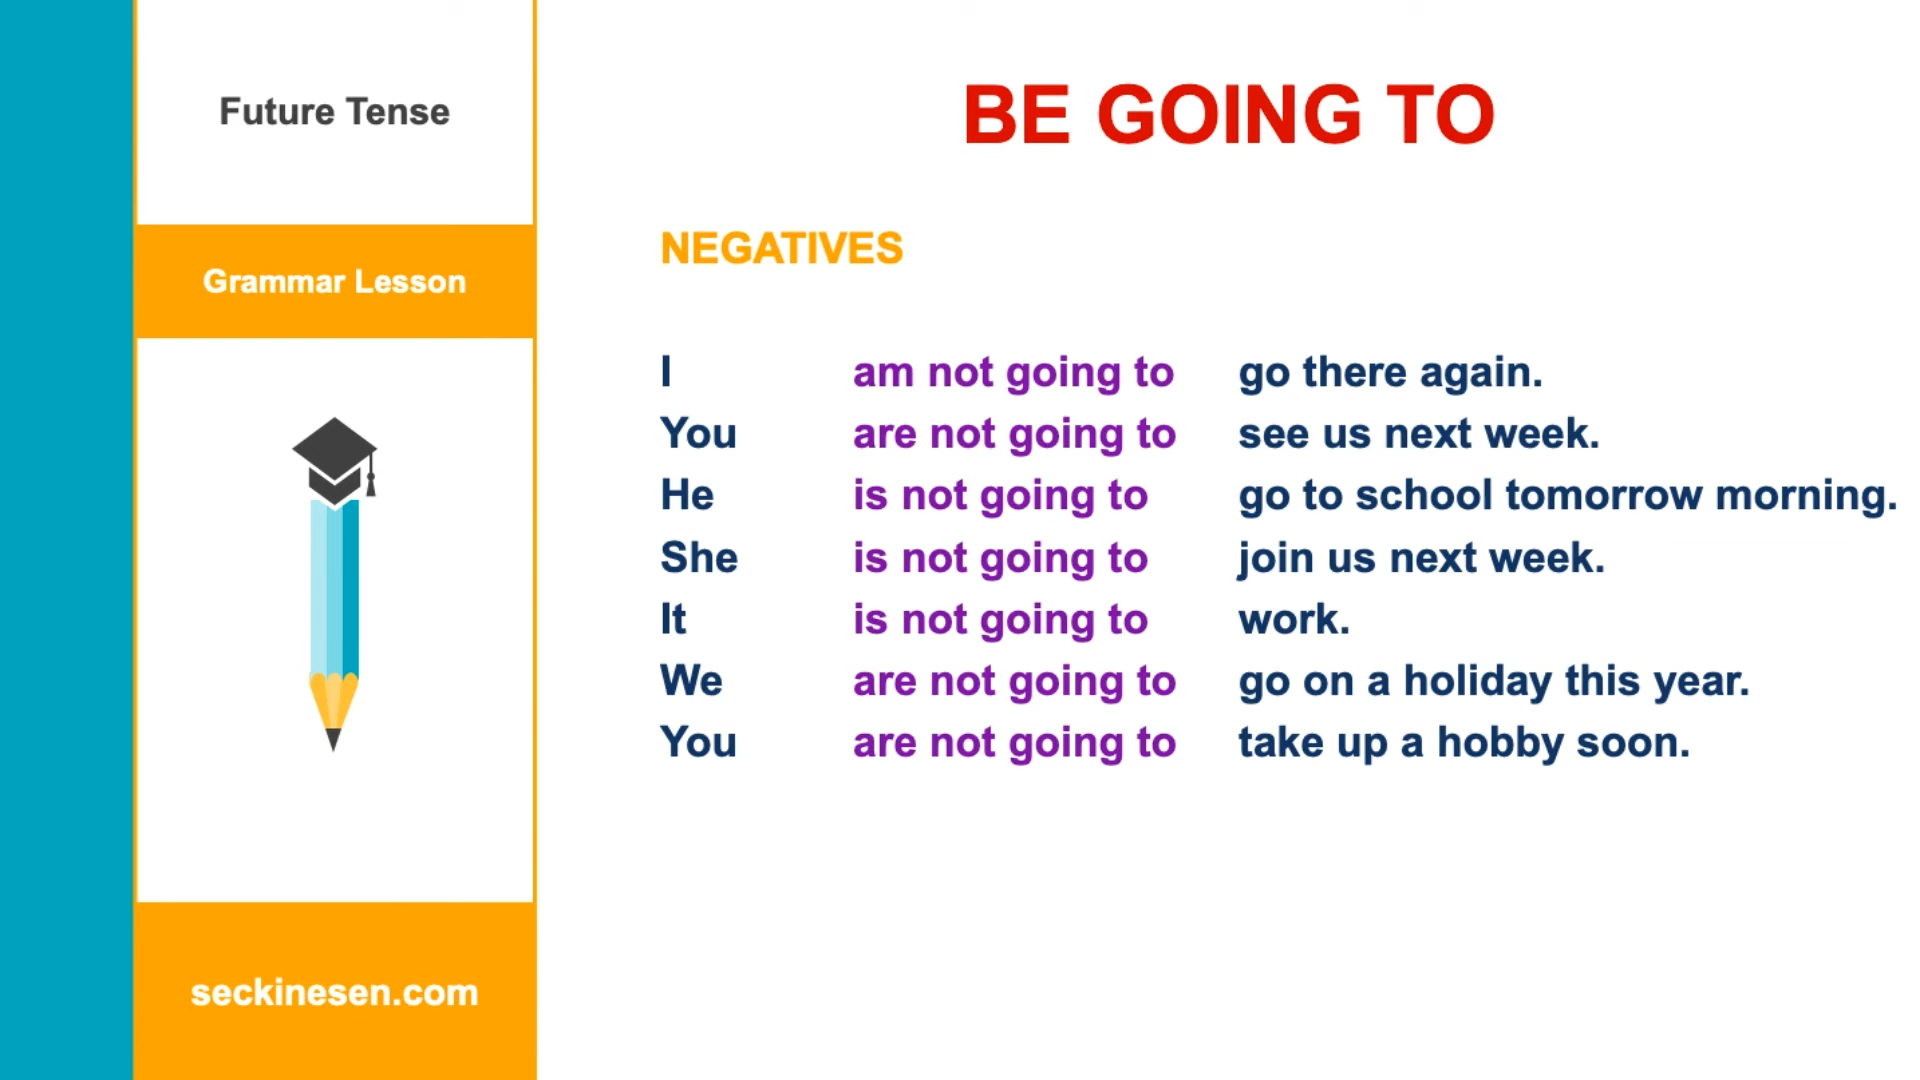 Future Tense
Grammar Lesson
seckinesen.com
BE GOING TO
NEGATIVES
I am not going to go there again.
You are not going to see us next week.
He is not going to go to school tomorrow morning.
She is not going to join us next week.
It is not going to work.
We are not going to go on a holiday this year.
You are not going to take up a hobby soon.